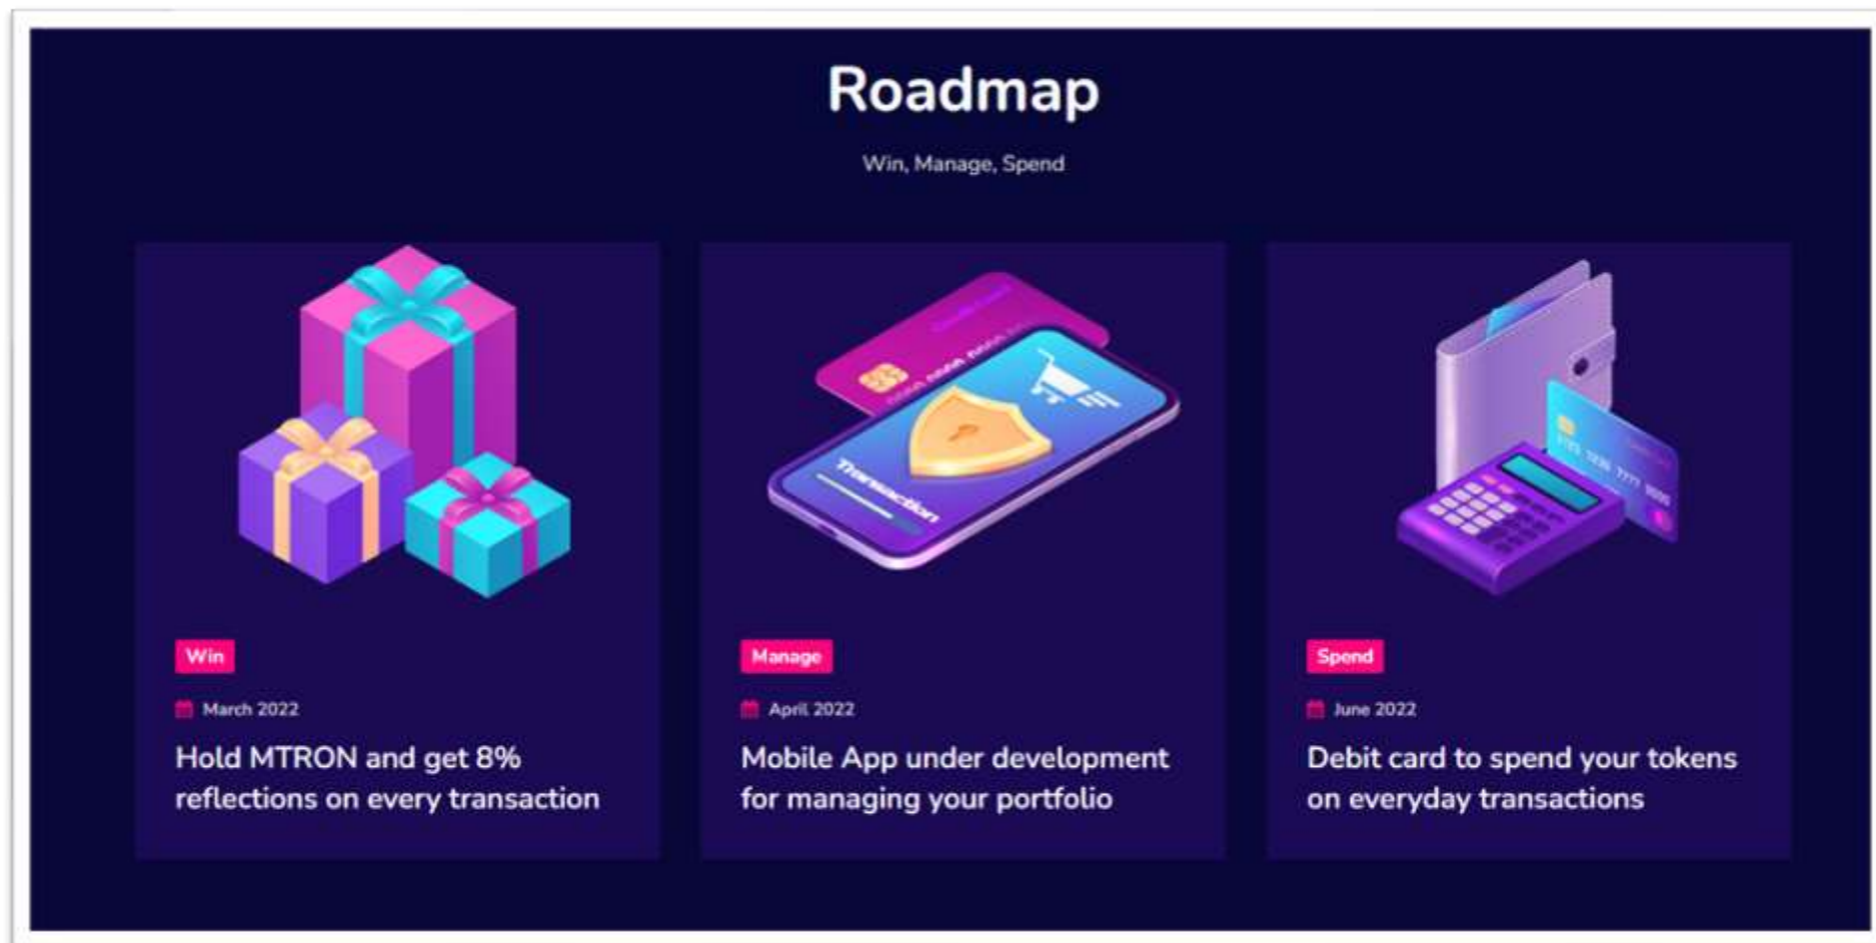 Roadmap
Win, Manage, Spend
Transaction
Win
March 2022
Hold MTRON and get 8%
reflections on every transaction
Manage
April 2022
Mobile App under development
for managing your portfolio
Spend
June 2022
Debit card to spend your tokens
on everyday transactions